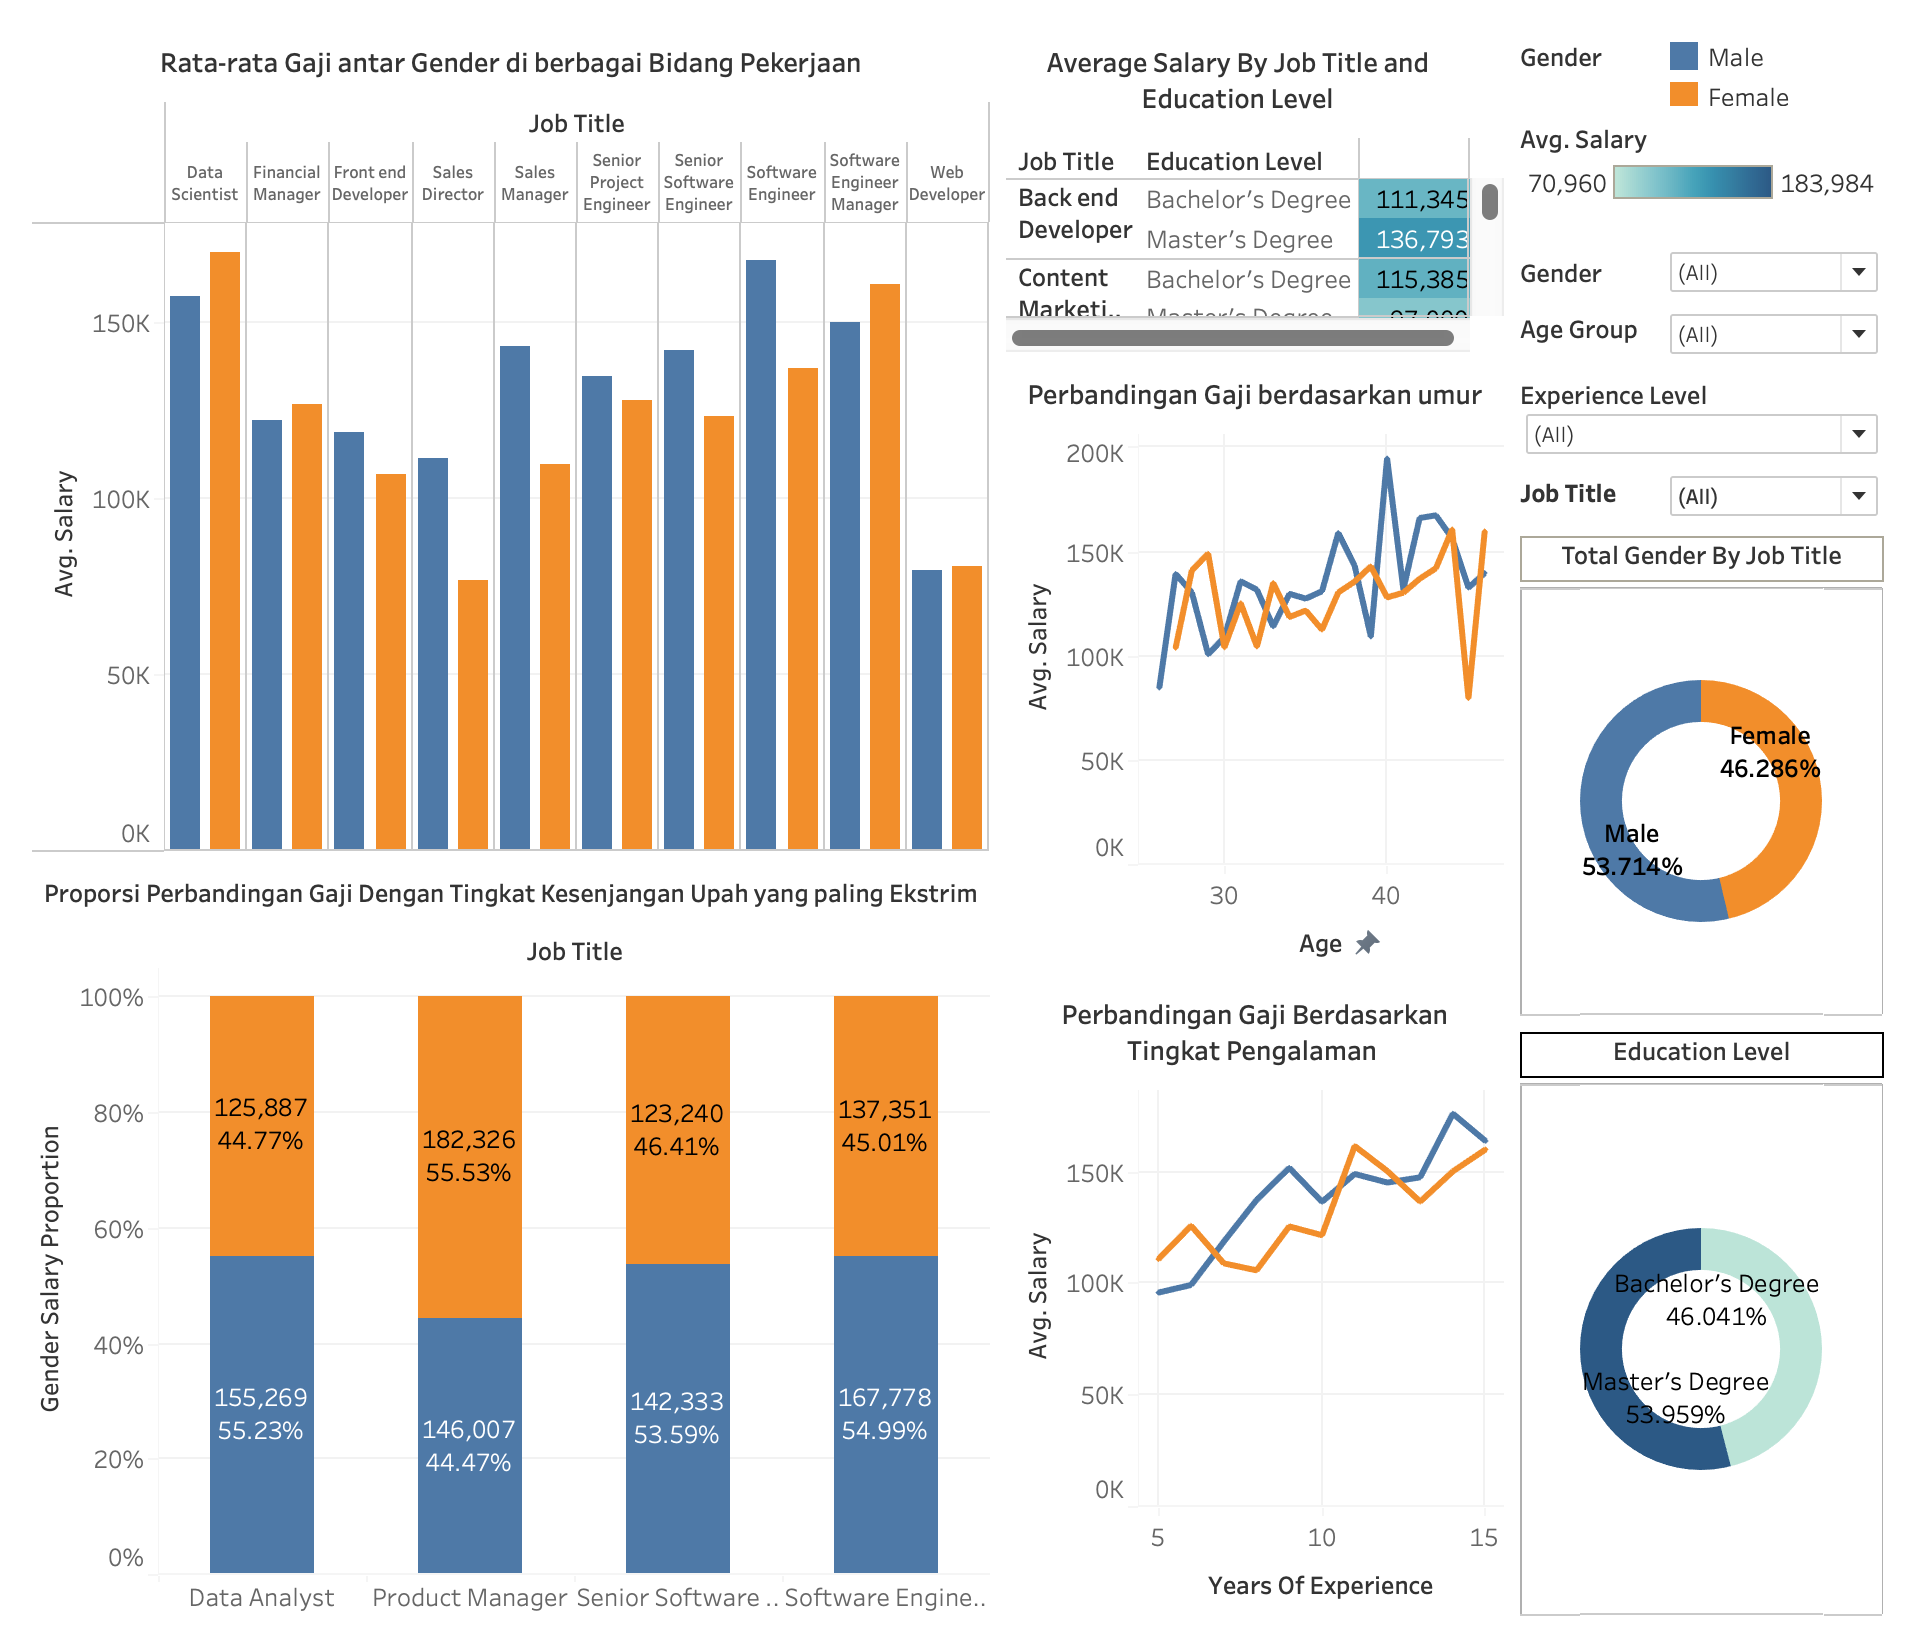 Rata-rata Gaji antar Gender di berbagai Bidang Pekerjaan
Job Title
Data
Scientist
Financial
Manager
Front end
Developer
Sales
Director
Sales
Manager
Senior
Project
Engineer
Senior
Software
Engineer
Software
Engineer
Software
Engineer
Manager
Web
Developer
Avg. Salary
150K
100K
50K
0K
Proporsi Perbandingan Gaji Dengan Tingkat Kesenjangan Upah yang paling Ekstrim
Job Title
Gender Salary Proportion
100%
80%
60%
40%
20%
0%
125,887
44.77%
182,326
55.53%
123,240
46.41%
137,351
45.01%
155,269
55.23%
146,007
44.47%
142,333
53.59%
167,778
54.99%
Data Analyst
Product Manager
Senior Software ..
Software Engine..
Average Salary By Job Title and
Education Level
Job Title Education Level
Back end
Developer
Bachelor's Degree 111,345
Master's Degree 136,793
Content
Marketi..
Bachelor's Degree 115,385
Master's Degree
Perbandingan Gaji berdasarkan umur
Avg. Salary
200K
150K
100K
50K
0K
30
40
Age
Perbandingan Gaji Berdasarkan
Tingkat Pengalaman
Avg. Salary
150K
100K
50K
0K
5
10
15
Years Of Experience
Gender
Male
Female
Avg. Salary
70,960
183,984
Gender
(All)
Age Group
(All)
Experience Level
(All)
Job Title
(All)
Total Gender By Job Title
Female
46.286%
Male
53.714%
Education Level
Bachelor's Degree
46.041%
Master's Degree
53.959%